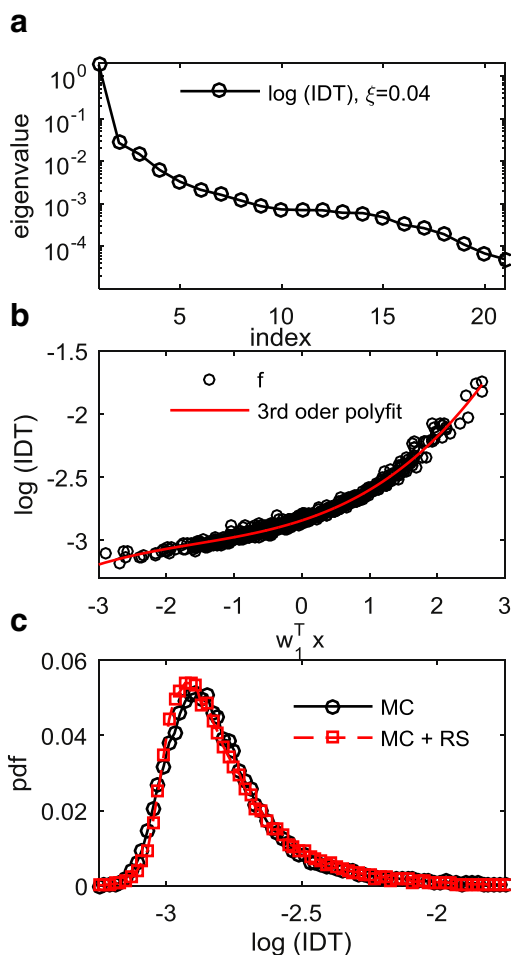 a
10^0
10^-1
10^-2
10^-3
10^-4
eigenvalue
log (IDT), ξ=0.04
5 10 15 20
index
b
-1.5
-2
-2.5
-3
log (IDT)
f
3rd oder polyfit
-3 -2 -1 0 1 2 3
w_1^T x
c
0.06
0.04
0.02
0
pdf
MC
MC + RS
-3 -2.5 -2
log (IDT)